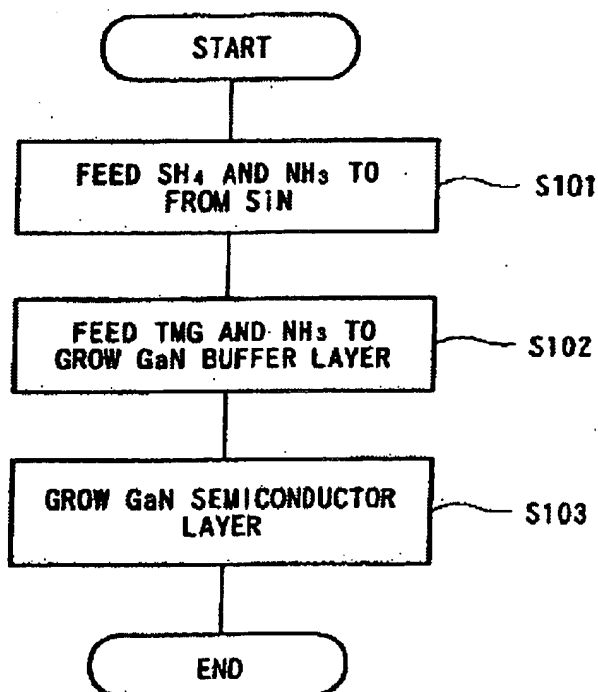 START
FEED SH₄ AND NH₃ TO
FROM SiN
S101
FEED TMG AND NH₃ TO
GROW GaN BUFFER LAYER
S102
GROW GaN SEMICONDUCTOR
LAYER
S103
END